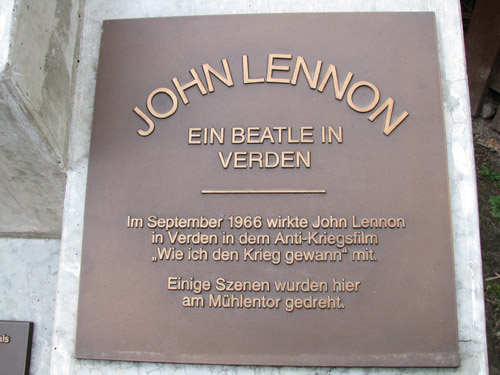 JOHN LENNON
EIN BEATLE IN
VERDEN
Im September 1966 wirkte John Lennon
in Verden in dem Anti-Kriegsfilm
„Wie ich den Krieg gewann“ mit.
Einige Szenen wurden hier
am Mühlentor gedreht.